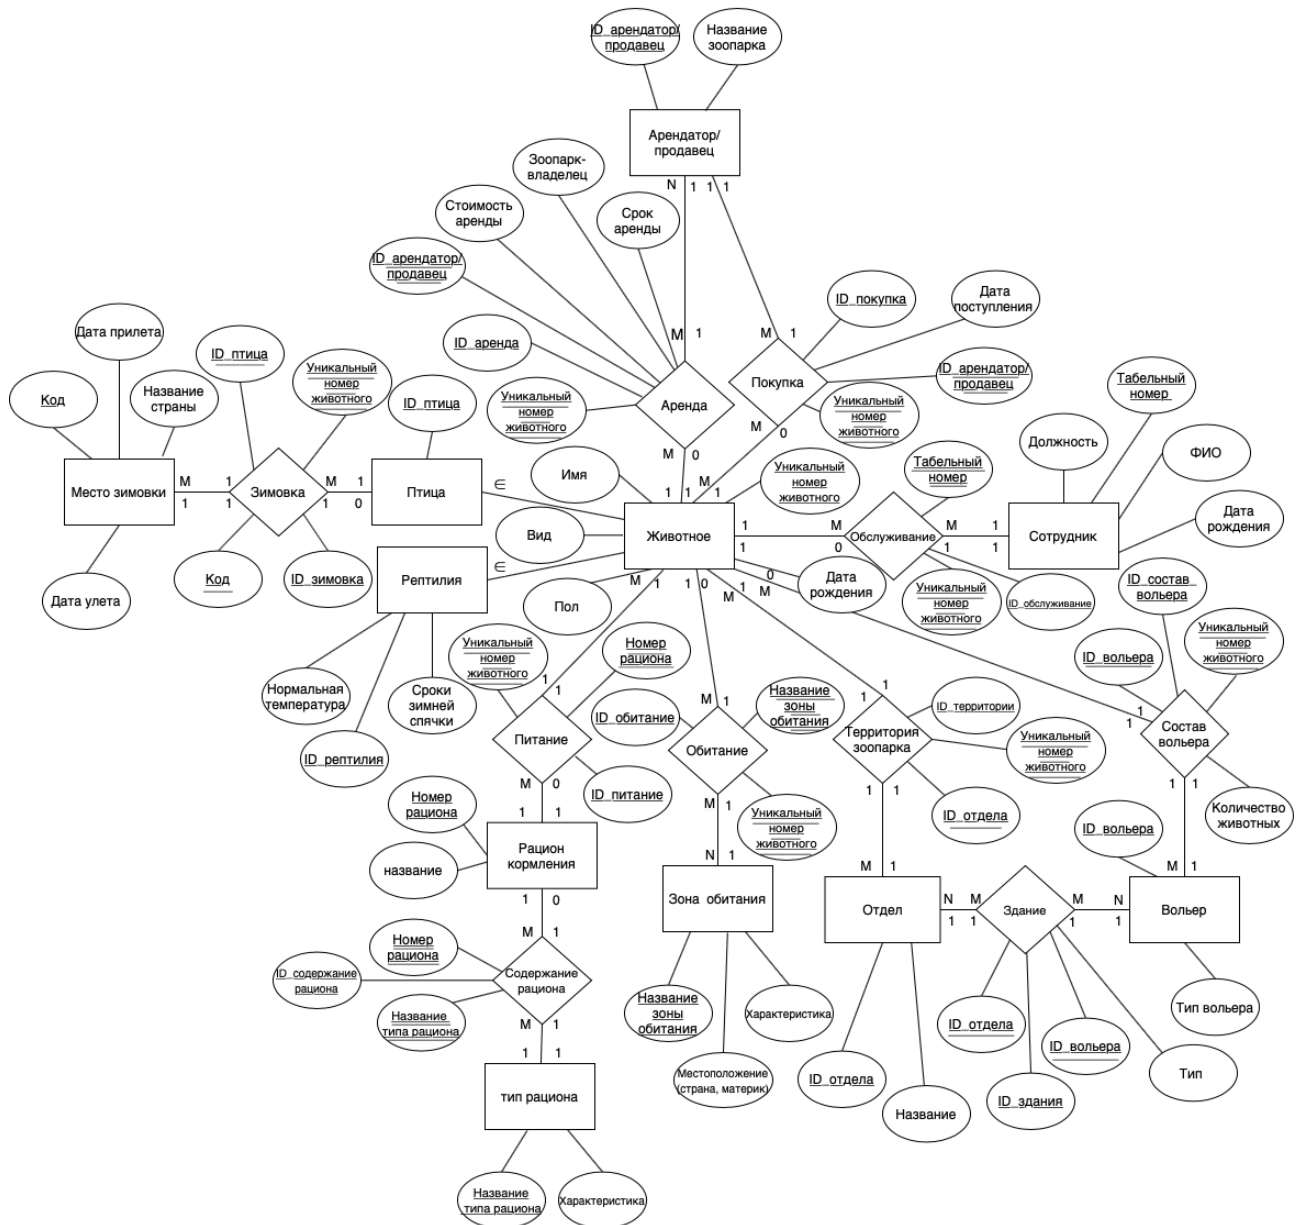 ID_арендатор/
продавец
Название
зоопарка
Арендатор/
продавец
N
1
1
1
1
Зоопарк-
владелец
Стоимость
аренды
Срок
аренды
ID_арендатор/
продавец
ID_аренда
Уникальный
номер
животного
M
1
Аренда
M
0
ID_покупка
Дата
поступления
ID_арендатор/
продавец
Уникальный
номер
животного
M
1
Покупка
M
0
Дата прилета
Код
Название
страны
Место зимовки
Дата улета
M
1
1
1
ID_птица
Уникальный
номер
животного
Зимовка
Код
ID_зимовка
M
1
1
0
ID_птица
Птица
∈
Имя
Вид
Пол
Уникальный
номер
животного
Дата
рождения
1
1
M
1
Животное
1
1
M
0
Обслуживание
Табельный
номер
Уникальный
номер
животного
ID_обслуживание
M
1
1
1
Табельный
номер
Должность
ФИО
Дата
рождения
Сотрудник
Рептилия
∈
Нормальная
температура
Сроки
зимней
спячки
ID_рептилия
M
1
1
0
M
1
0
M
Уникальный
номер
животного
Номер
рациона
1
1
Питание
ID_питание
M
0
1
1
Номер
рациона
название
Рацион
кормления
1
0
M
1
Номер
рациона
ID_содержание
рациона
Название
типа рациона
Содержание
рациона
M
1
1
1
тип рациона
Название
типа рациона
Характеристика
ID_обитание
M
1
Название
зоны
обитания
Обитание
Уникальный
номер
животного
M
1
N
1
Зона обитания
Название
зоны
обитания
Характеристика
Местоположение
(страна, материк)
1
1
ID_территории
Территория
зоопарка
Уникальный
номер
животного
ID_отдела
1
1
M
1
Отдел
ID_отдела
Название
N
1
M
1
Здание
ID_отдела
ID_здания
ID_вольера
Тип
M
1
N
1
Вольер
ID_вольера
Тип вольера
M
1
1
1
ID_состав
вольера
ID_вольера
Уникальный
номер
животного
1
1
Состав
вольера
Количество
животных